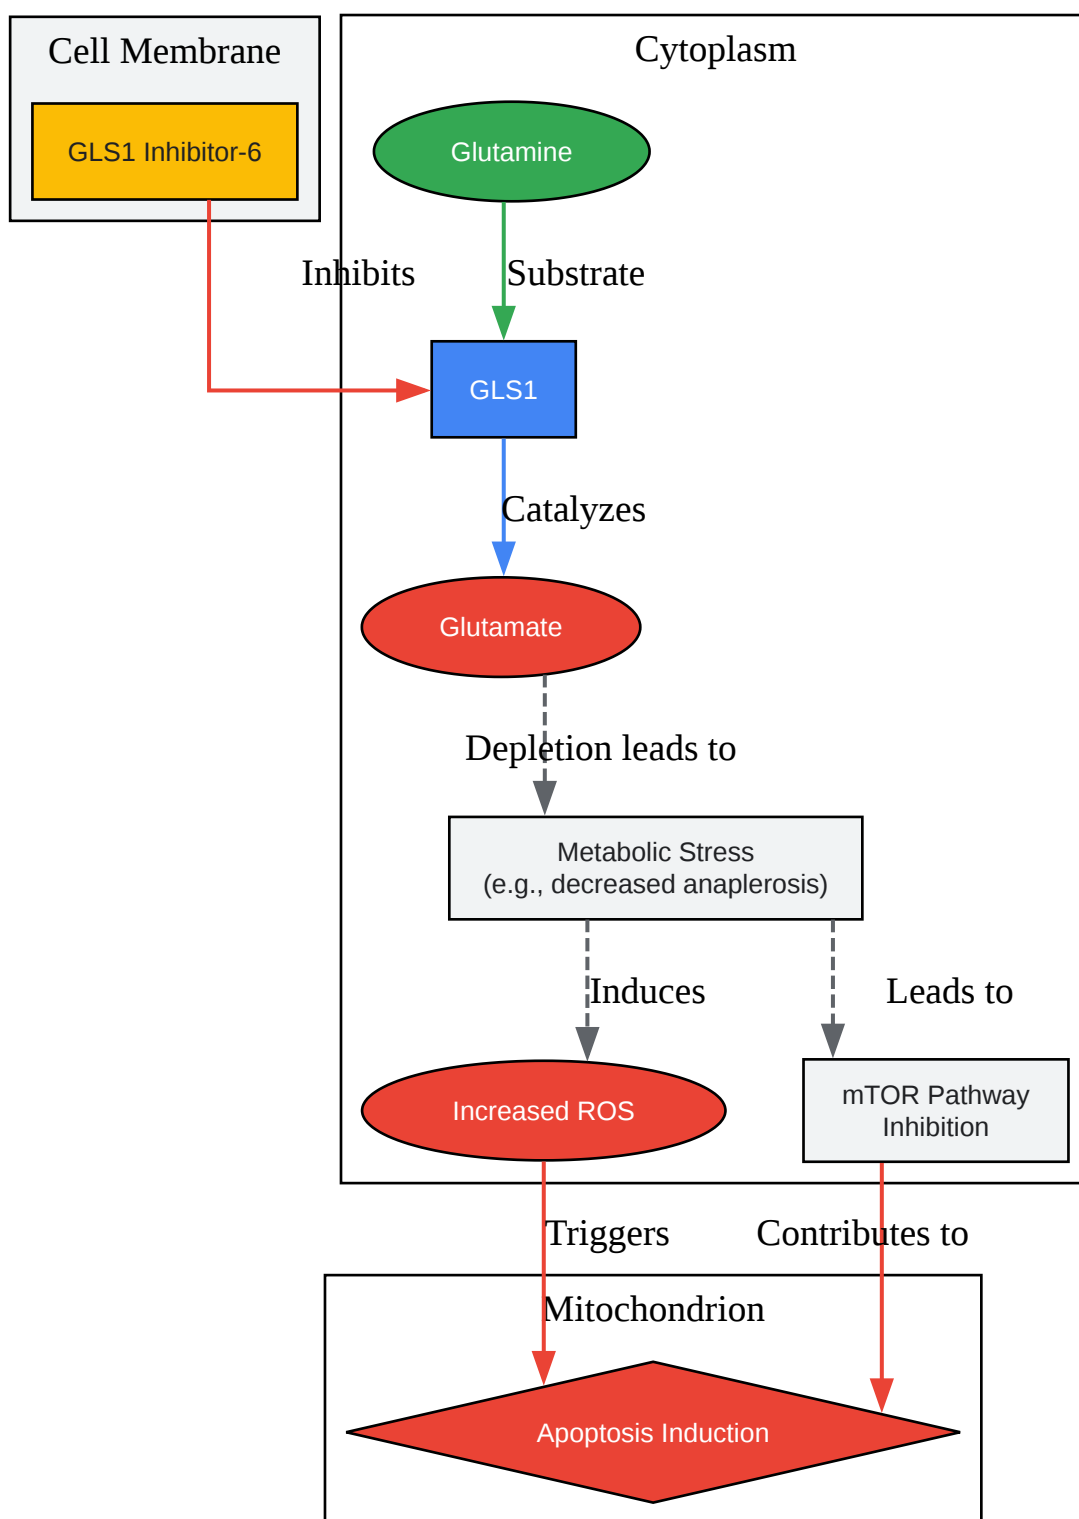 Cell Membrane
Cytoplasm
GLS1 Inhibitor-6
Glutamine
Inhibits
Substrate
GLS1
Catalyzes
Glutamate
Depletion leads to
Metabolic Stress
(e.g., decreased anaplerosis)
Induces
Leads to
Increased ROS
mTOR Pathway
Inhibition
Triggers
Contributes to
Mitochondrion
Apoptosis Induction